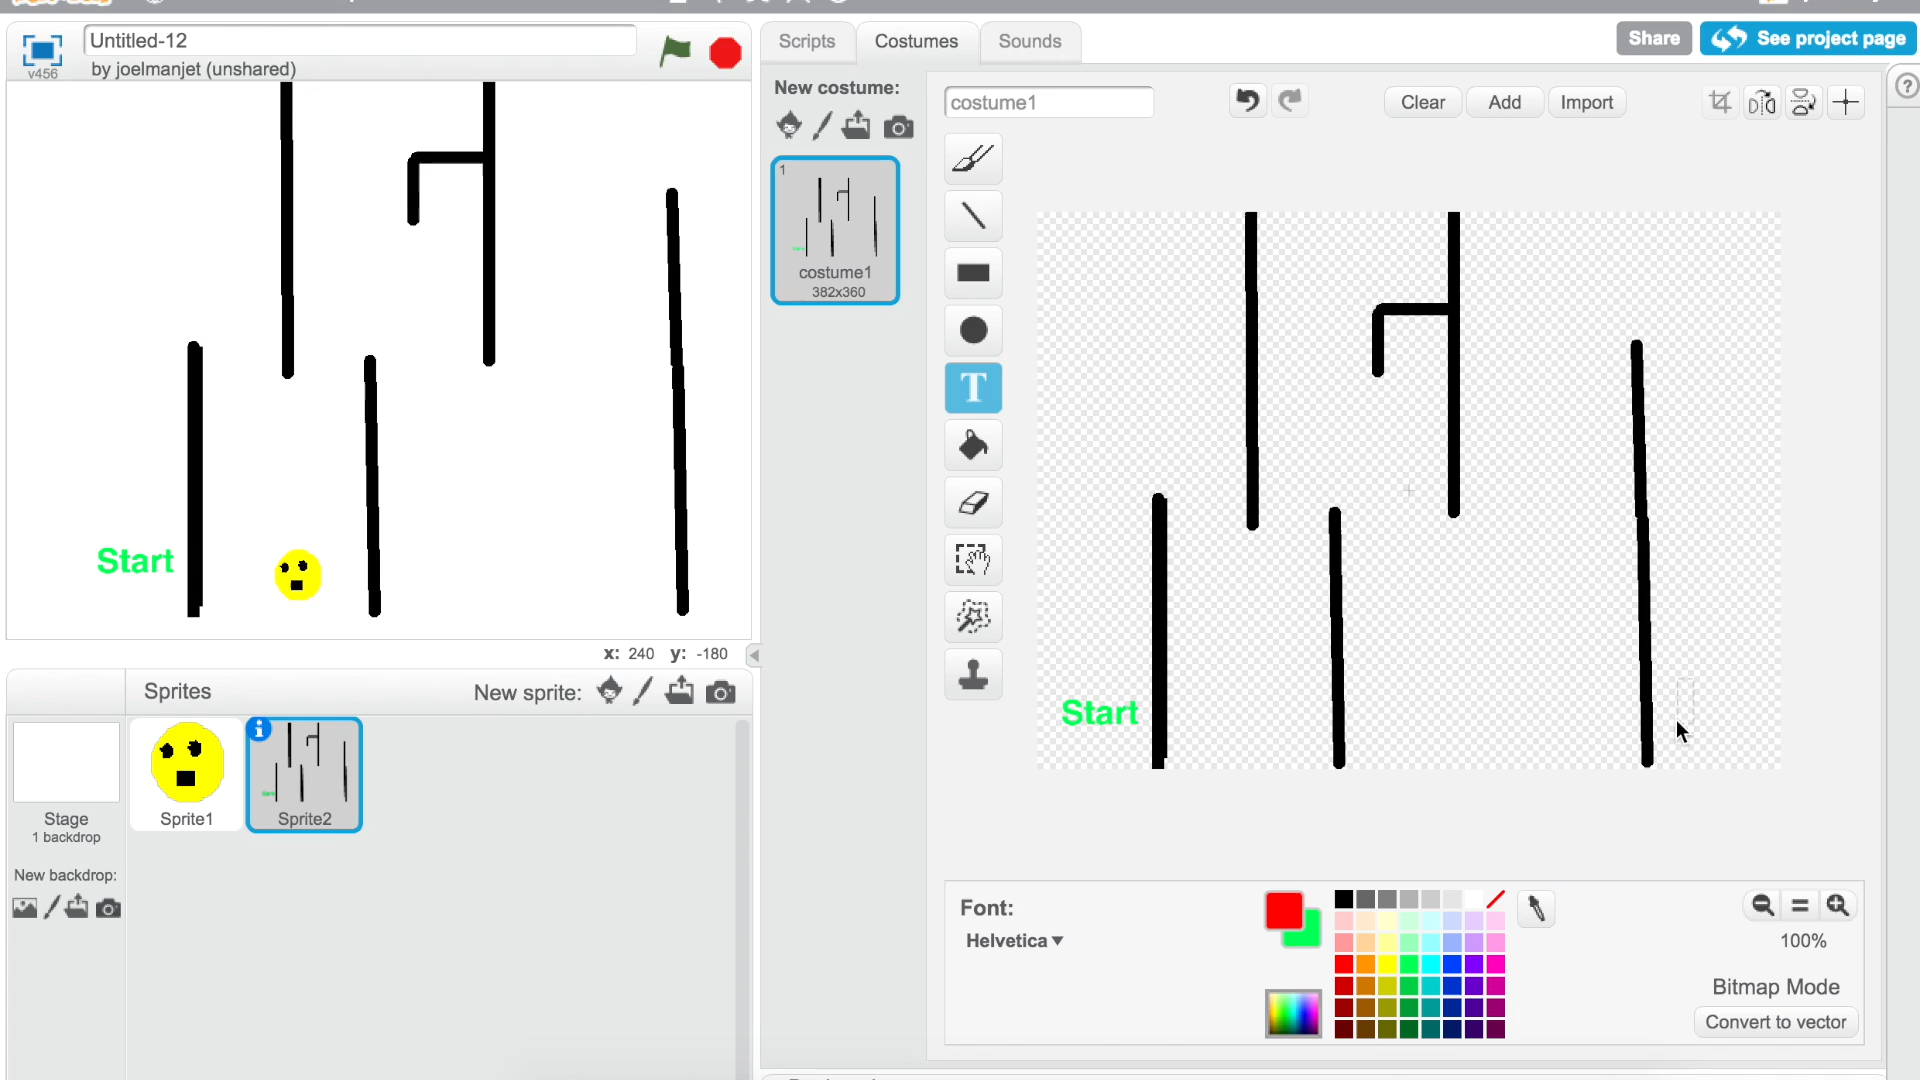 Untitled-12
by joelmanjet (unshared)
v456
Scripts
Costumes
Sounds
Share
See project page
?
New costume:
costume1
Clear
Add
Import
1
costume1
382x360
T
Start
Start
x: 240 y: -180
Sprites
New sprite:
i
Sprite1
Sprite2
Stage
1 backdrop
New backdrop:
Font:
Helvetica
100%
Bitmap Mode
Convert to vector